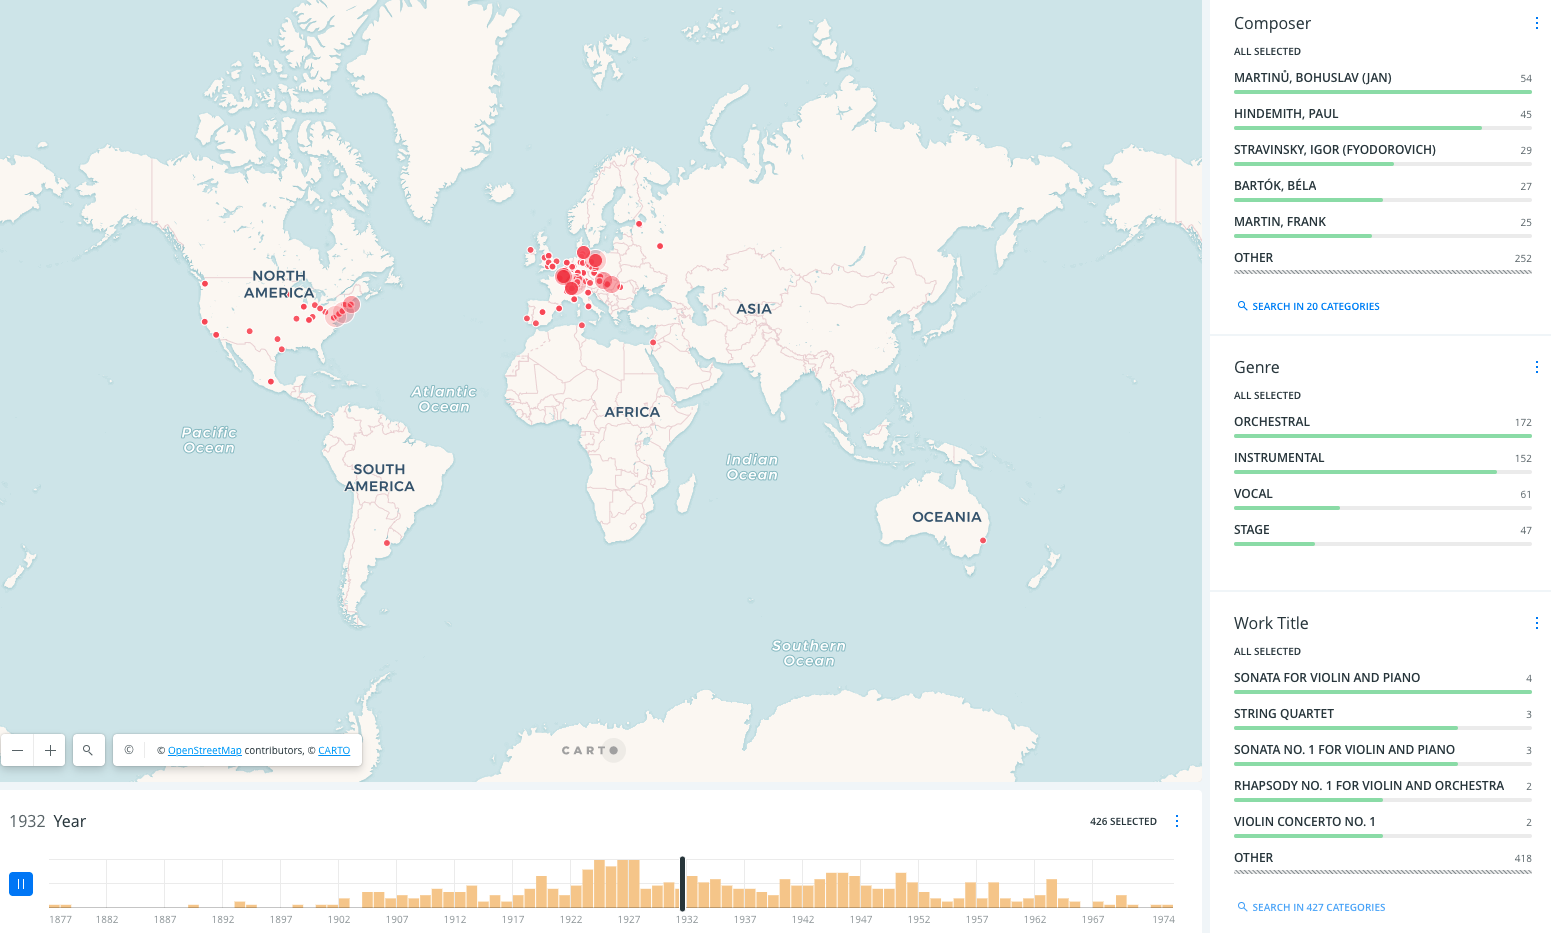 NORTH
AMERICA
ASIA
Atlantic
Ocean
AFRICA
Pacific
Ocean
SOUTH
AMERICA
Indian
Ocean
OCEANIA
Southern
Ocean
CARTO
© © OpenStreetMap contributors, © CARTO
1932 Year
426 SELECTED
1877 1882 1887 1892 1897 1902 1907 1912 1917 1922 1927 1932 1937 1942 1947 1952 1957 1962 1967 1974
Composer
ALL SELECTED
MARTINŮ, BOHUSLAV (JAN) 54
HINDEMITH, PAUL 45
STRAVINSKY, IGOR (FYODOROVICH) 29
BARTÓK, BÉLA 27
MARTIN, FRANK 25
OTHER 252
SEARCH IN 20 CATEGORIES
Genre
ALL SELECTED
ORCHESTRAL 172
INSTRUMENTAL 152
VOCAL 61
STAGE 47
Work Title
ALL SELECTED
SONATA FOR VIOLIN AND PIANO 4
STRING QUARTET 3
SONATA NO. 1 FOR VIOLIN AND PIANO 3
RHAPSODY NO. 1 FOR VIOLIN AND ORCHESTRA 2
VIOLIN CONCERTO NO. 1 2
OTHER 418
SEARCH IN 427 CATEGORIES